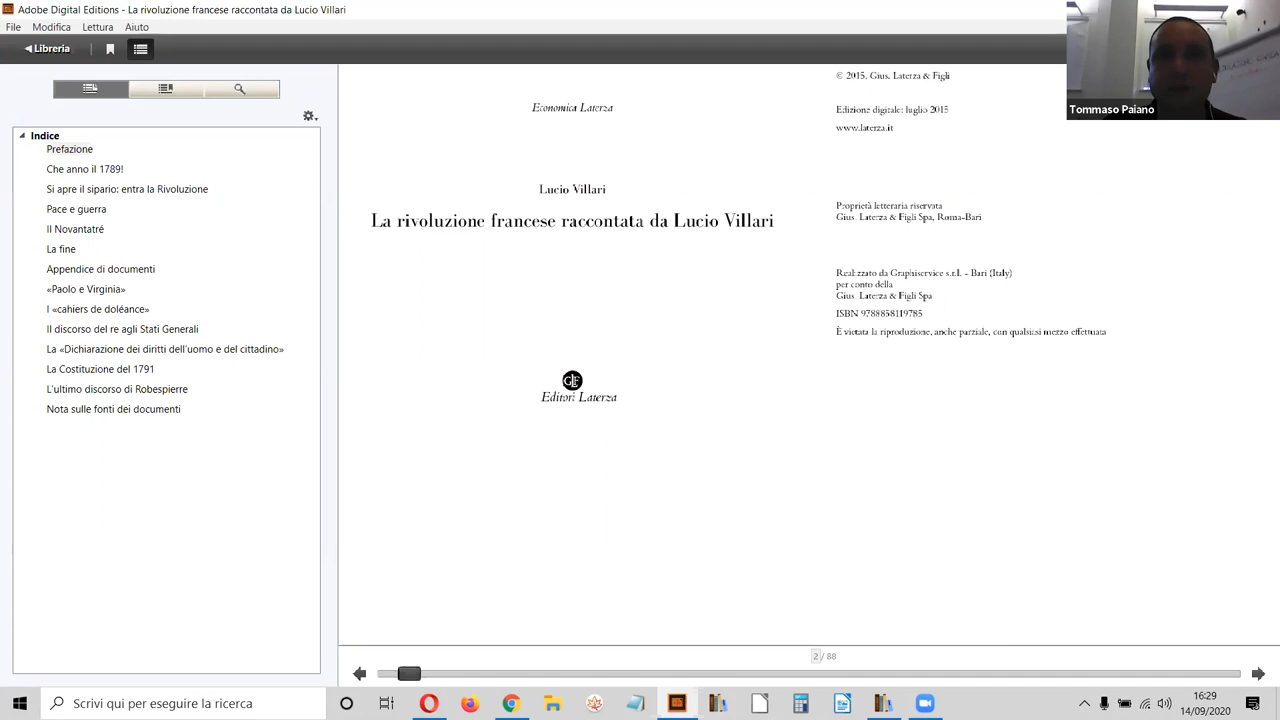 Adobe Digital Editions - La rivoluzione francese raccontata da Lucio Villari
File Modifica Lettura Aiuto
Libreria
Indice
Prefazione
Che anno il 1789!
Si apre il sipario: entra la Rivoluzione
Pace e guerra
Il Novantatré
La fine
Appendice di documenti
«Paolo e Virginia»
I «cahiers de doléance»
Il discorso del re agli Stati Generali
La «Dichiarazione dei diritti dell'uomo e del cittadino»
La Costituzione del 1791
L'ultimo discorso di Robespierre
Nota sulle fonti dei documenti
Economica Laterza
Lucio Villari
La rivoluzione francese raccontata da Lucio Villari
GLF
Editori Laterza
© 2015, Gius. Laterza & Figli
Edizione digitale: luglio 2015
www.laterza.it
Proprietà letteraria riservata
Gius. Laterza & Figli Spa, Roma-Bari
Realizzato da Graphiservice s.r.l. - Bari (Italy)
per conto della
Gius. Laterza & Figli Spa
ISBN 9788858119785
È vietata la riproduzione, anche parziale, con qualsiasi mezzo effettuata
Tommaso Paiano
2 / 88
Scrivi qui per eseguire la ricerca
16:29
14/09/2020